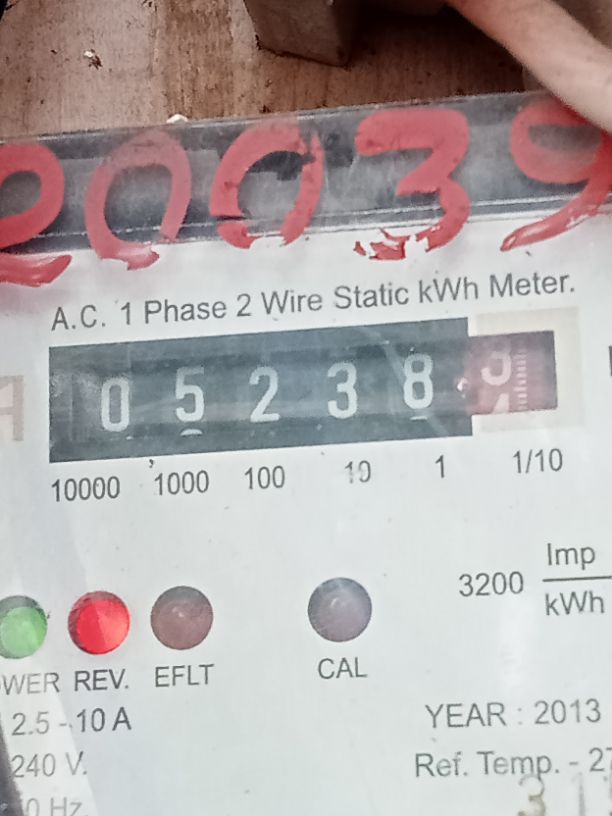 20039
A.C. 1 Phase 2 Wire Static kWh Meter.
0 5 2 3 8
10000 1000 100 10 1 1/10
3200 Imp/kWh
REV. EFLT CAL
2.5 - 10 A
YEAR : 2013
240 V.
Ref. Temp. - 27
Hz